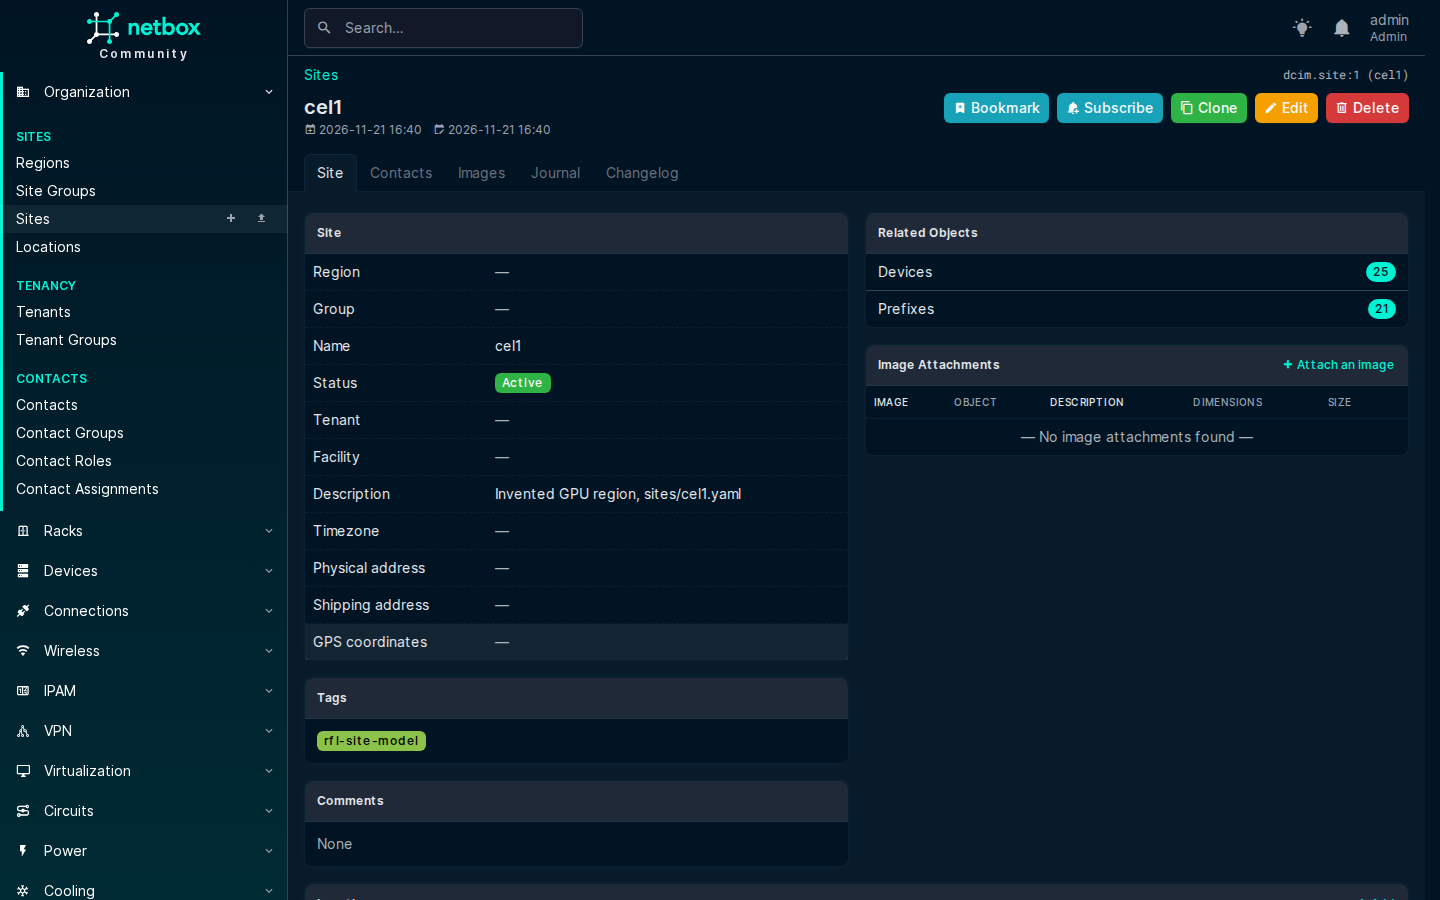 netbox
Community
Search...
admin
Admin
Organization
SITES
Regions
Site Groups
Sites
Locations
TENANCY
Tenants
Tenant Groups
CONTACTS
Contacts
Contact Groups
Contact Roles
Contact Assignments
Racks
Devices
Connections
Wireless
IPAM
VPN
Virtualization
Circuits
Power
Cooling
Sites
dcim.site:1 (cel1)
cel1
2026-11-21 16:40 2026-11-21 16:40
Bookmark Subscribe Clone Edit Delete
Site Contacts Images Journal Changelog
Site
Region —
Group —
Name cel1
Status Active
Tenant —
Facility —
Description Invented GPU region, sites/cel1.yaml
Timezone —
Physical address —
Shipping address —
GPS coordinates —
Tags
rfl-site-model
Comments
None
Related Objects
Devices 25
Prefixes 21
Image Attachments + Attach an image
IMAGE OBJECT DESCRIPTION DIMENSIONS SIZE
— No image attachments found —